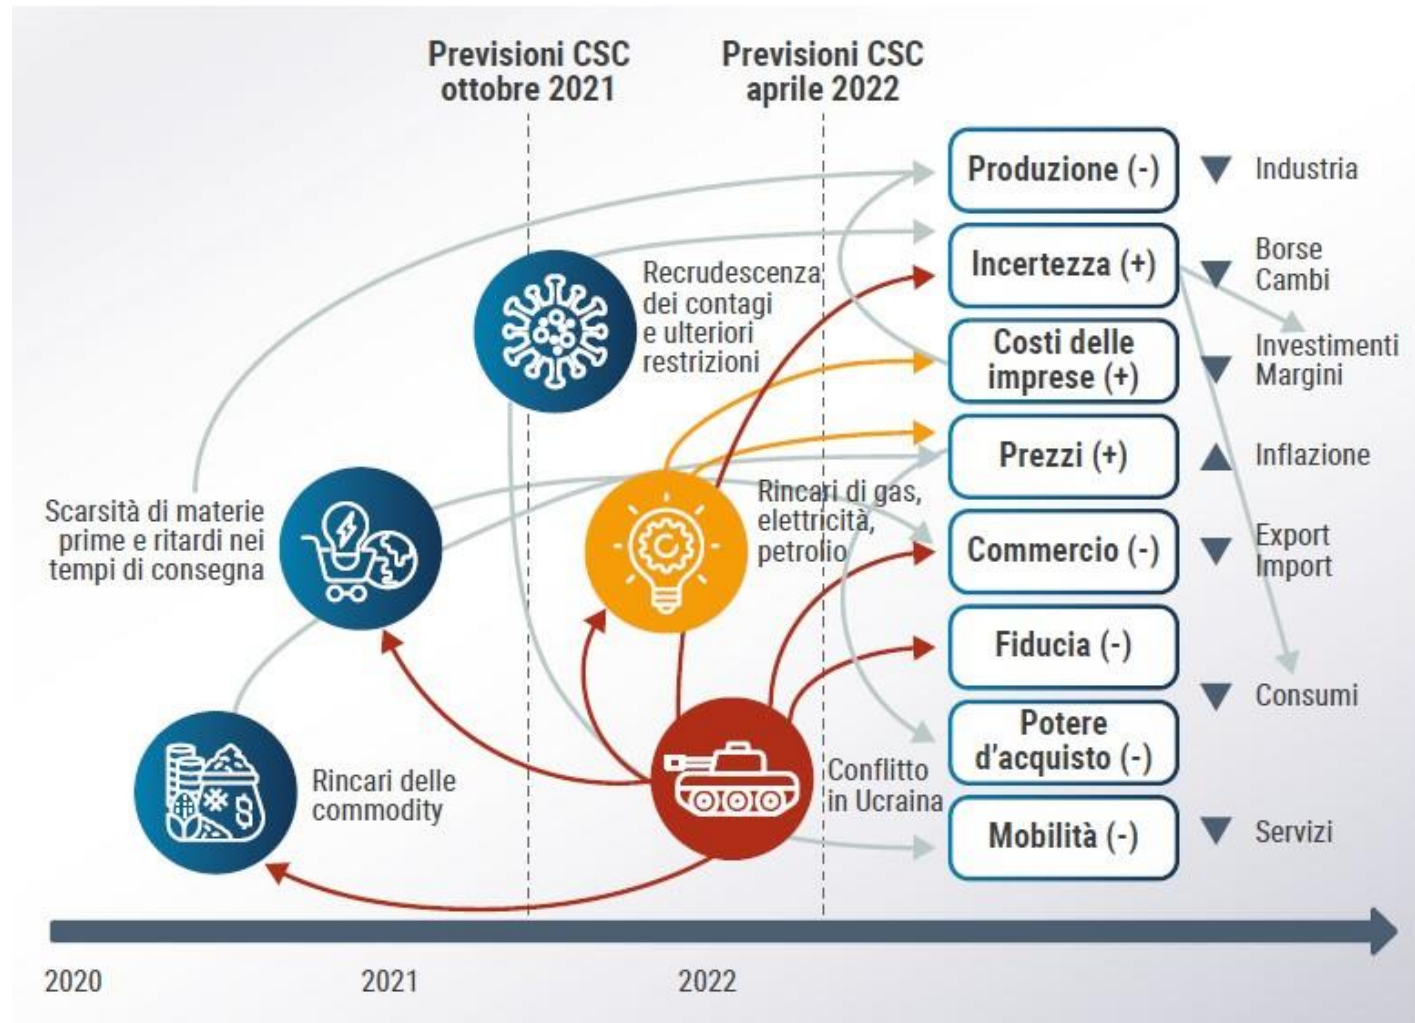 Previsioni CSC
ottobre 2021
Previsioni CSC
aprile 2022
Produzione (-)
Industria
Incertezza (+)
Borse
Cambi
Recrudescenza
dei contagi
e ulteriori
restrizioni
Costi delle
imprese (+)
Investimenti
Margini
Prezzi (+)
Inflazione
Scarsità di materie
prime e ritardi nei
tempi di consegna
Rincari di gas,
elettricità,
petrolio
Commercio (-)
Export
Import
Fiducia (-)
Consumi
Potere
d'acquisto (-)
Rincari delle
commodity
Conflitto
in Ucraina
Mobilità (-)
Servizi
2020
2021
2022